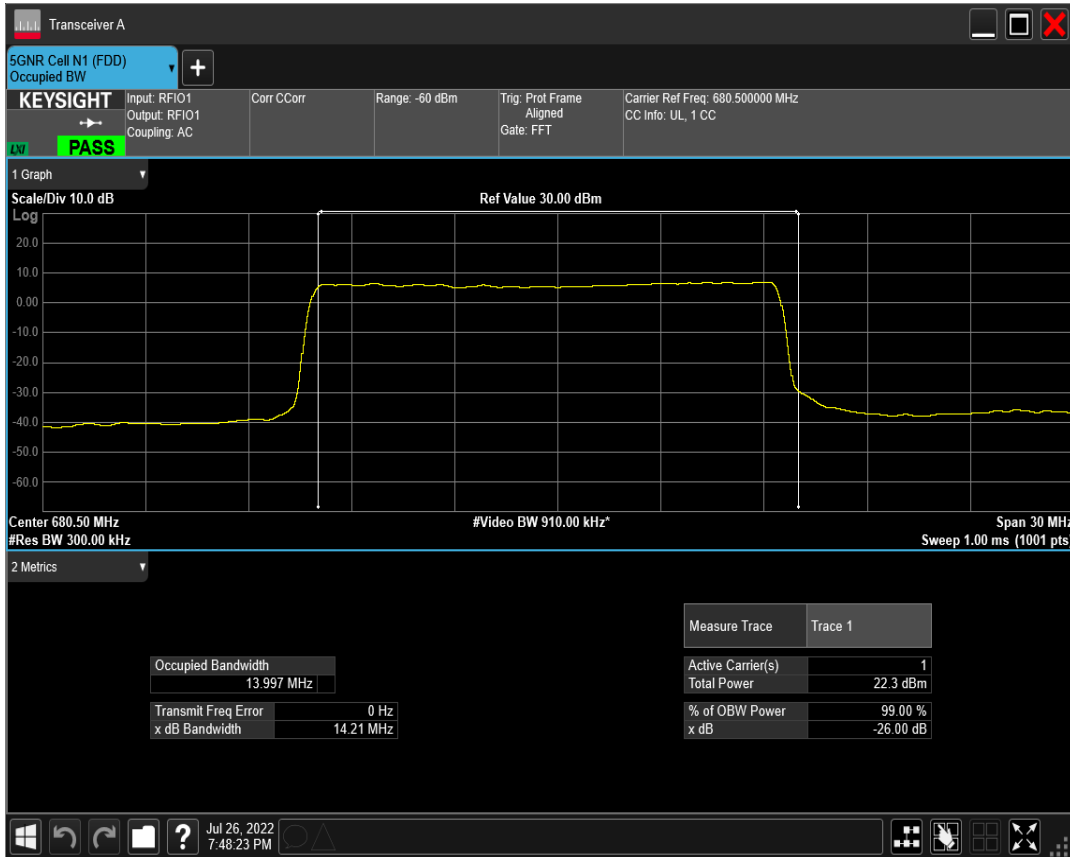 Transceiver A
5GNR Cell N1 (FDD)
Occupied BW
+
KEYSIGHT
LXI
PASS
Input: RFIO1
Output: RFIO1
Coupling: AC
Corr CCorr
Range: -60 dBm
Trig: Prot Frame
Aligned
Gate: FFT
Carrier Ref Freq: 680.500000 MHz
CC Info: UL, 1 CC
1 Graph
Scale/Div 10.0 dB
Ref Value 30.00 dBm
Log
20.0
10.0
0.00
-10.0
-20.0
-30.0
-40.0
-50.0
-60.0
Center 680.50 MHz
#Video BW 910.00 kHz*
Span 30 MHz
#Res BW 300.00 kHz
Sweep 1.00 ms (1001 pts)
2 Metrics
Measure Trace Trace 1
Occupied Bandwidth
13.997 MHz
Active Carrier(s) 1
Total Power 22.3 dBm
Transmit Freq Error 0 Hz
x dB Bandwidth 14.21 MHz
% of OBW Power 99.00 %
x dB -26.00 dB
?
Jul 26, 2022
7:48:23 PM